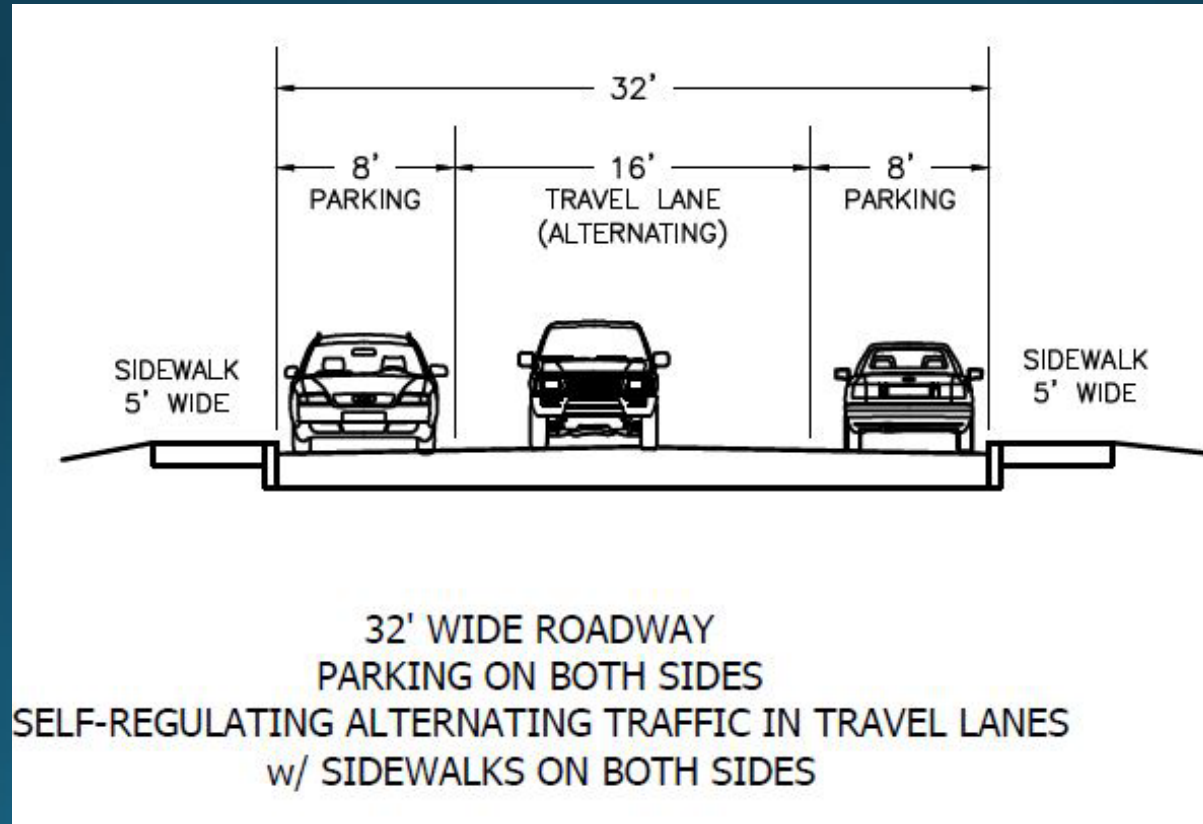 32'
8'
PARKING
16'
TRAVEL LANE
(ALTERNATING)
8'
PARKING
SIDEWALK
5' WIDE
SIDEWALK
5' WIDE
32' WIDE ROADWAY
PARKING ON BOTH SIDES
SELF-REGULATING ALTERNATING TRAFFIC IN TRAVEL LANES
w/ SIDEWALKS ON BOTH SIDES